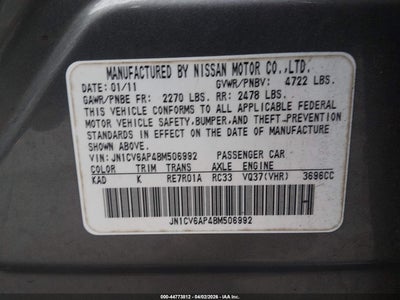 MANUFACTURED BY NISSAN MOTOR CO.,LTD.
DATE: 01/11 GVWR/PNBV: 4722 LBS.
GAWR/PNBE FR: 2270 LBS. RR: 2478 LBS.
THIS VEHICLE CONFORMS TO ALL APPLICABLE FEDERAL
MOTOR VEHICLE SAFETY, BUMPER, AND THEFT-PREVENTION
STANDARDS IN EFFECT ON THE DATE OF MANUFACTURE
SHOWN ABOVE.
VIN: JN1CV6AP4BM506992 PASSENGER CAR
COLOR TRIM TRANS AXLE ENGINE
KAD K RE7R01A RC33 VQ37(VHR) 3696CC
JN1CV6AP4BM506992
000-44773812 - 04/02/2026 - IAA